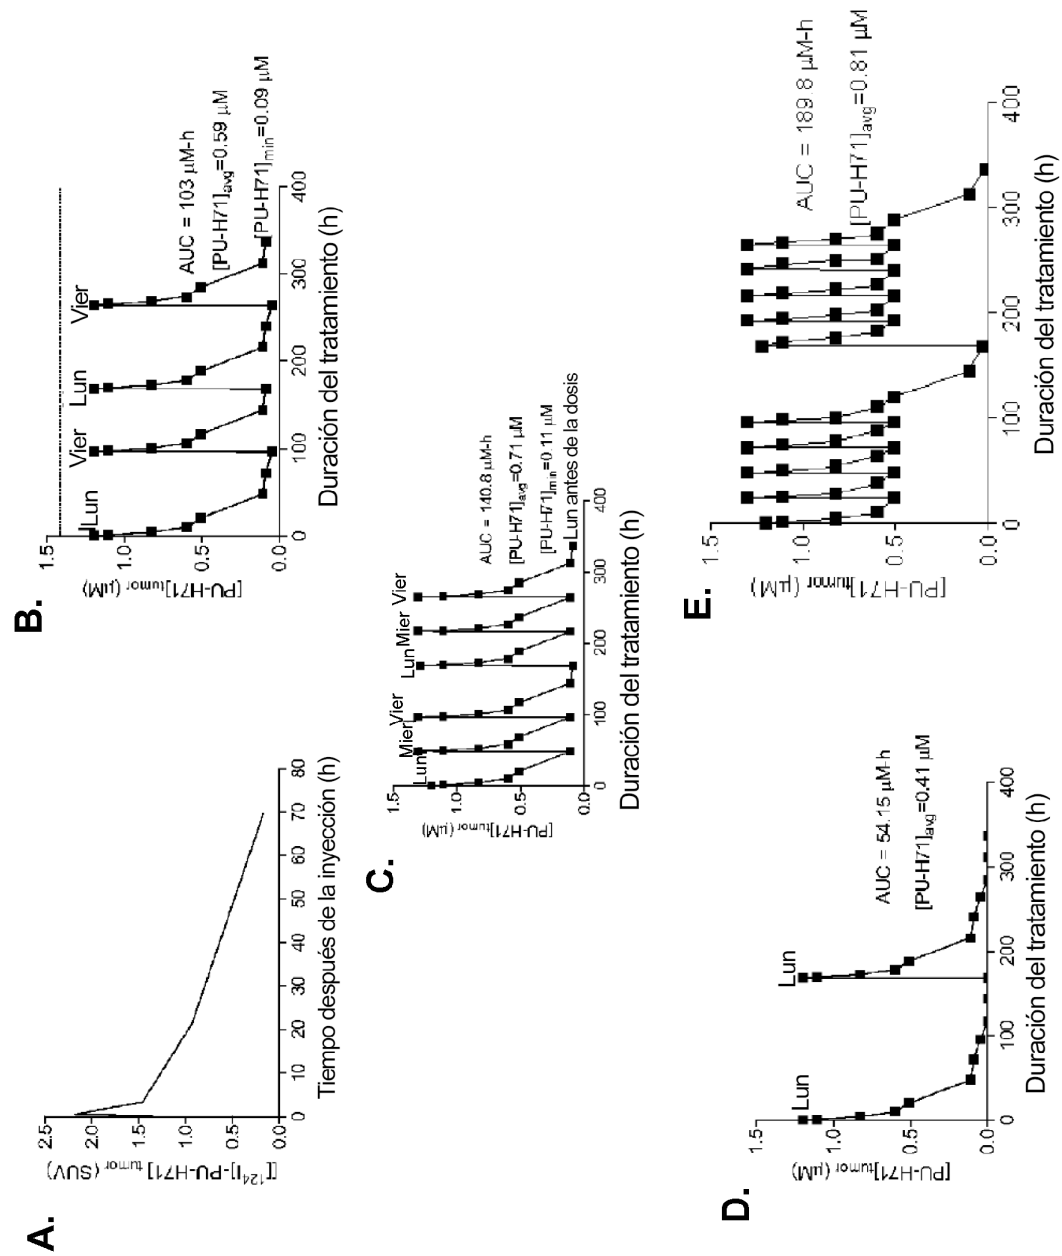 A.
[[124I]-PU-H71]tumor (SUV)
2.5
2.0
1.5
1.0
0.5
0.0
0 10 20 30 40 50 60 70 80
Tiempo después de la inyección (h)
B.
[PU-H71]tumor (µM)
1.5
1.0
0.5
0.0
Lun Vier Lun Vier
AUC = 103 µM-h
[PU-H71]avg=0.59 µM
[PU-H71]min=0.09 µM
0 100 200 300 400
Duración del tratamiento (h)
C.
[PU-H71]tumor (µM)
1.5
1.0
0.5
0.0
Lun Mier Vier Lun Mier Vier
AUC = 140.8 µM-h
[PU-H71]avg=0.71 µM
[PU-H71]min=0.11 µM
Lun antes de la dosis
0 100 200 300 400
Duración del tratamiento (h)
D.
[PU-H71]tumor (µM)
1.5
1.0
0.5
0.0
Lun Lun
AUC = 54.15 µM-h
[PU-H71]avg=0.41 µM
0 100 200 300 400
Duración del tratamiento (h)
E.
[PU-H71]tumor (µM)
1.5
1.0
0.5
0.0
AUC = 189.8 µM-h
[PU-H71]avg=0.81 µM
0 100 200 300 400
Duración del tratamiento (h)